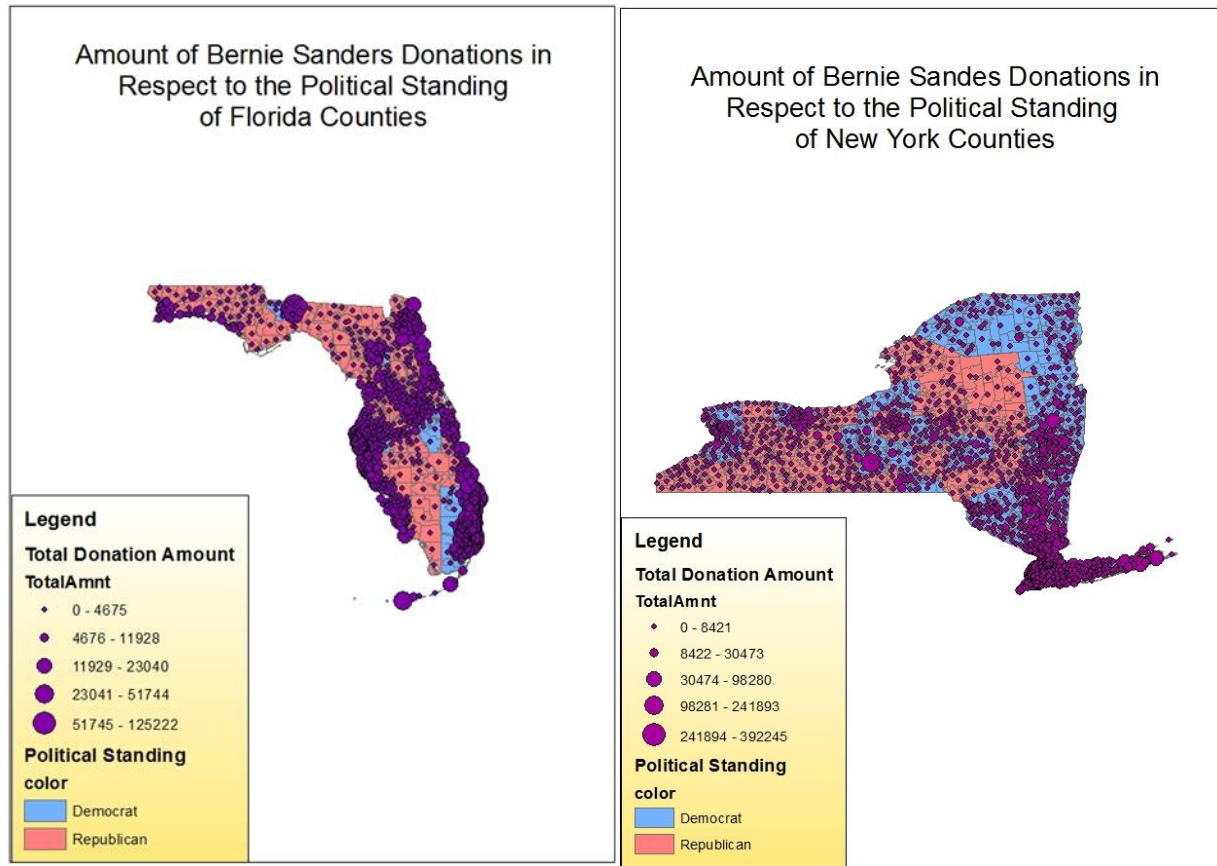 Amount of Bernie Sanders Donations in
Respect to the Political Standing
of Florida Counties
Legend
Total Donation Amount
TotalAmnt
0 - 4675
4676 - 11928
11929 - 23040
23041 - 51744
51745 - 125222
Political Standing
color
Democrat
Republican
Amount of Bernie Sandes Donations in
Respect to the Political Standing
of New York Counties
Legend
Total Donation Amount
TotalAmnt
0 - 8421
8422 - 30473
30474 - 98280
98281 - 241893
241894 - 392245
Political Standing
color
Democrat
Republican